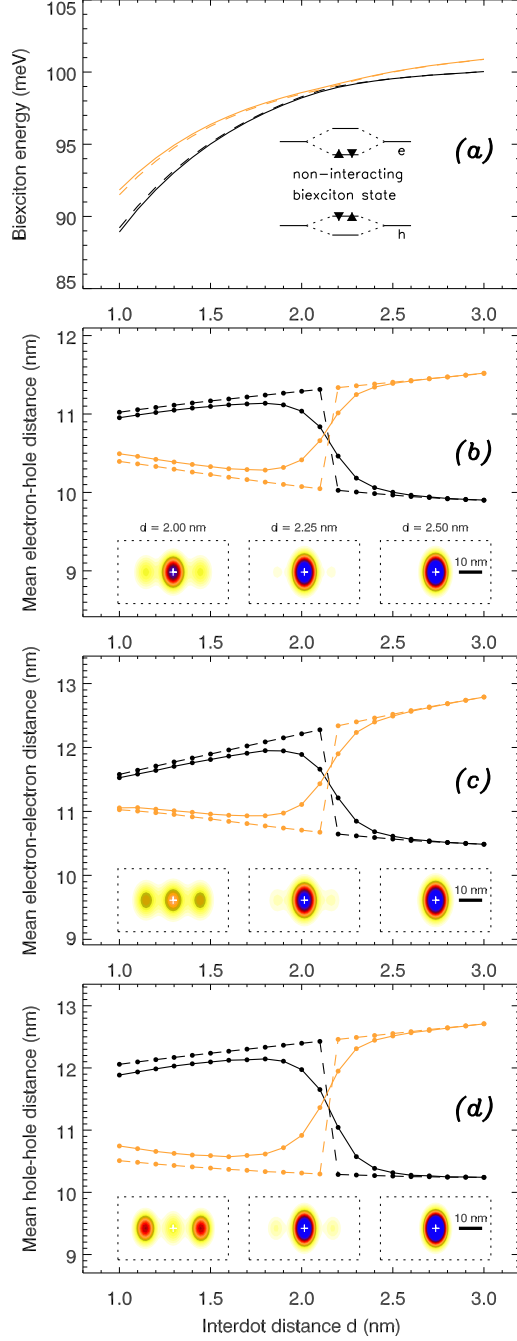 105
100
95
90
85
Biexciton energy (meV)
(a)
e
non-interacting
biexciton state
h
1.0 1.5 2.0 2.5 3.0
12
11
10
9
Mean electron-hole distance (nm)
(b)
d = 2.00 nm d = 2.25 nm d = 2.50 nm
10 nm
1.0 1.5 2.0 2.5 3.0
13
12
11
10
9
Mean electron-electron distance (nm)
(c)
10 nm
1.0 1.5 2.0 2.5 3.0
13
12
11
10
9
Mean hole-hole distance (nm)
(d)
10 nm
1.0 1.5 2.0 2.5 3.0
Interdot distance d (nm)